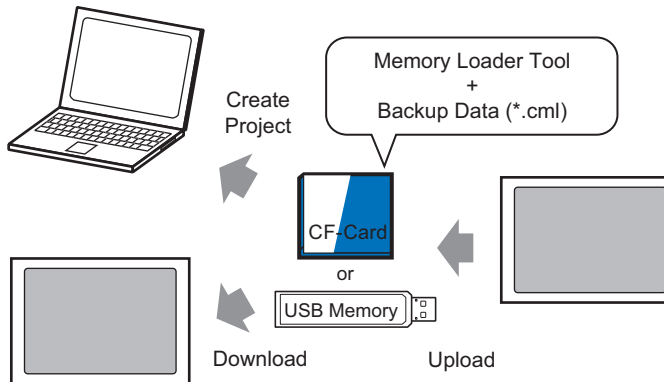 Memory Loader Tool
+
Backup Data (*.cml)
Create
Project
CF-Card
or
USB Memory
Download
Upload